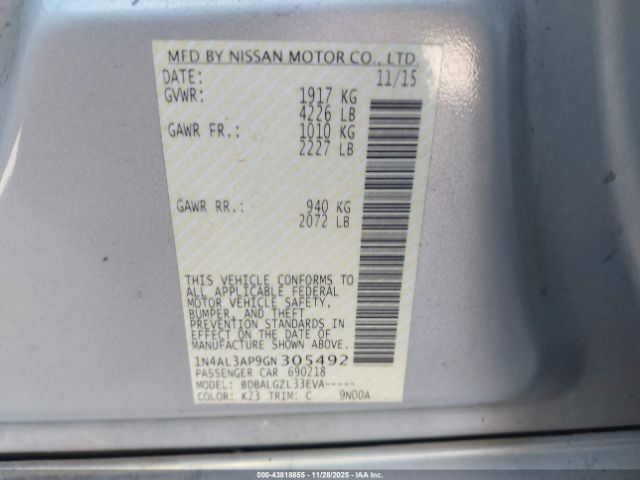 MFD BY NISSAN MOTOR CO., LTD.
DATE: 11/15
GVWR: 1917 KG
4226 LB
GAWR FR.: 1010 KG
2227 LB
GAWR RR.: 940 KG
2072 LB
THIS VEHICLE CONFORMS TO
ALL APPLICABLE FEDERAL
MOTOR VEHICLE SAFETY,
BUMPER, AND THEFT
PREVENTION STANDARDS IN
EFFECT ON THE DATE OF
MANUFACTURE SHOWN ABOVE.
1N4AL3AP9GN305492
PASSENGER CAR 690218
MODEL: BDBALGZL33EVA-----
COLOR: KZ3 TRIM: C 9N00A
000-43818855 | 11/28/2025 | IAA, Inc.